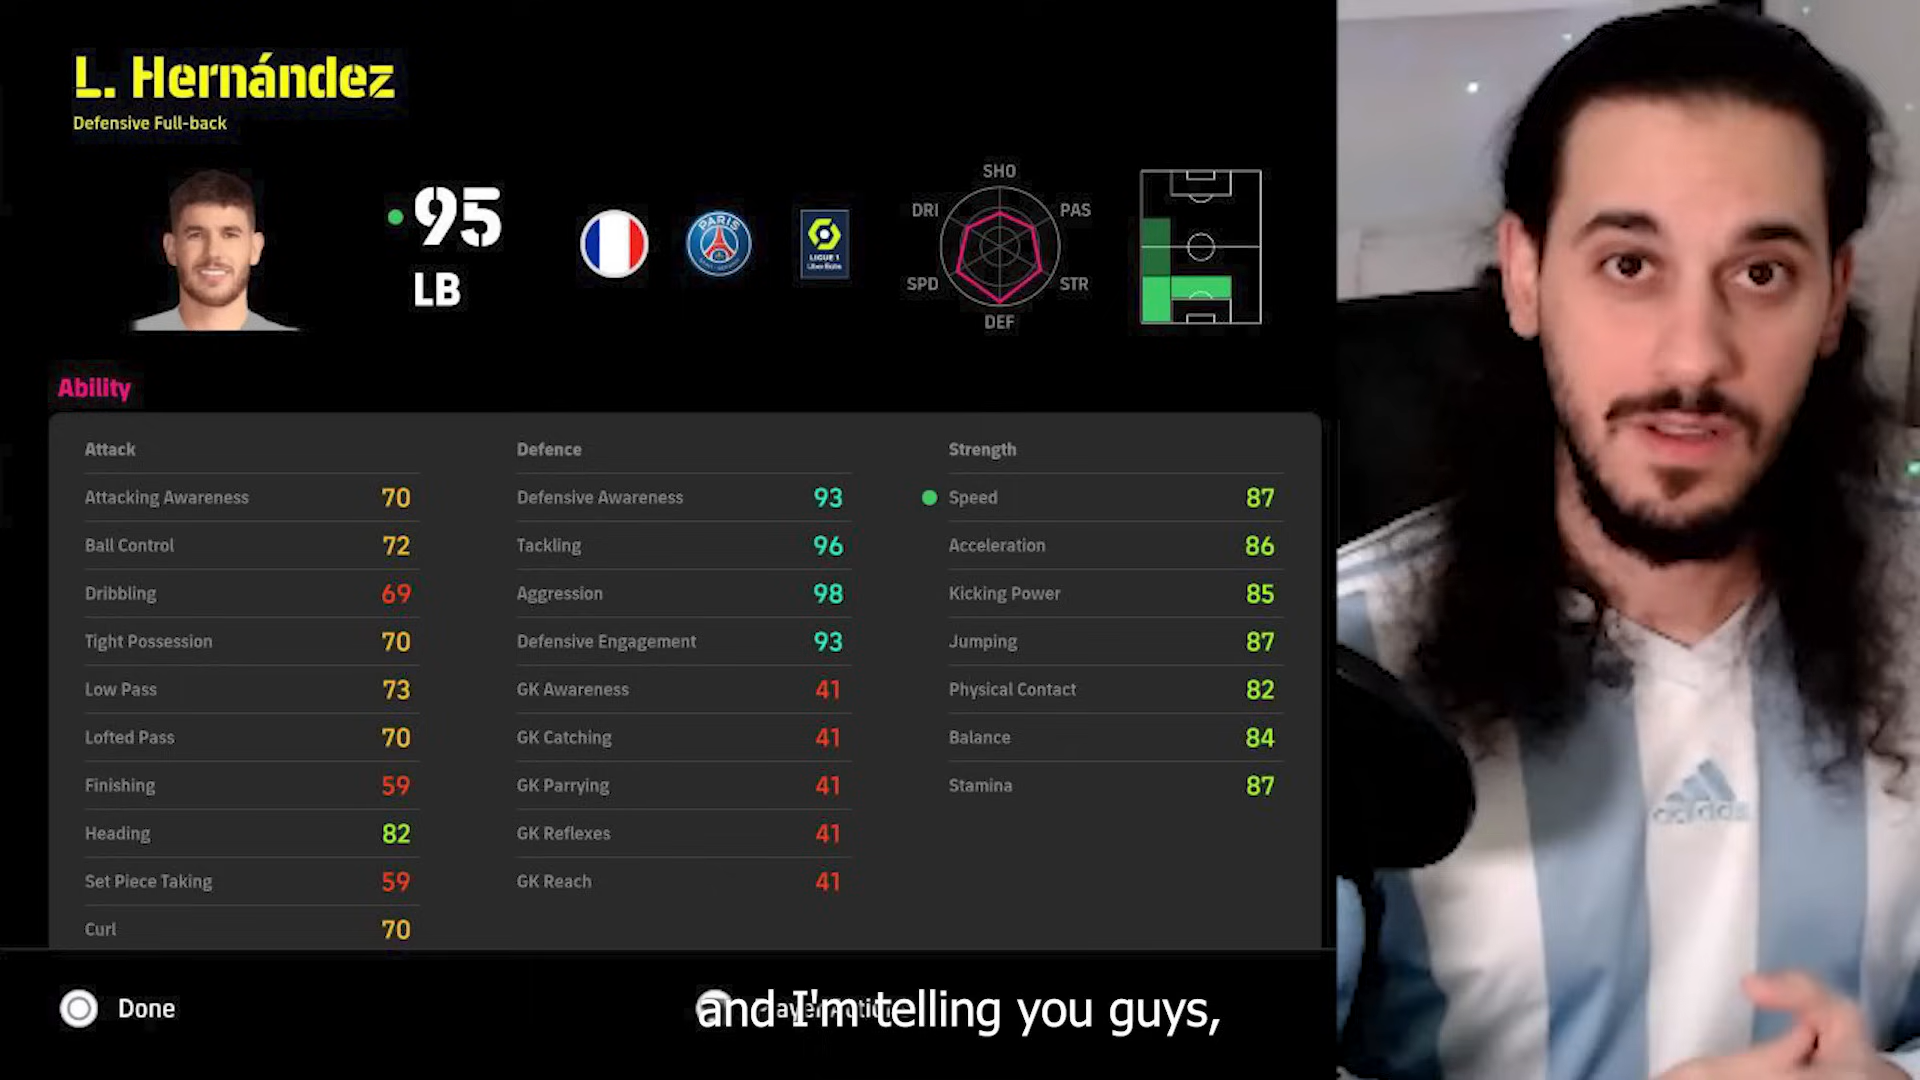 L. Hernández
Defensive Full-back
95
LB
PARIS
LIGUE 1
SHO
DRI
PAS
SPD
STR
DEF
Ability
Attack
Attacking Awareness 70
Ball Control 72
Dribbling 69
Tight Possession 70
Low Pass 73
Lofted Pass 70
Finishing 59
Heading 82
Set Piece Taking 59
Curl 70
Defence
Defensive Awareness 93
Tackling 96
Aggression 98
Defensive Engagement 93
GK Awareness 41
GK Catching 41
GK Parrying 41
GK Reflexes 41
GK Reach 41
Strength
Speed 87
Acceleration 86
Kicking Power 85
Jumping 87
Physical Contact 82
Balance 84
Stamina 87
adidas
Done
and I'm telling you guys,